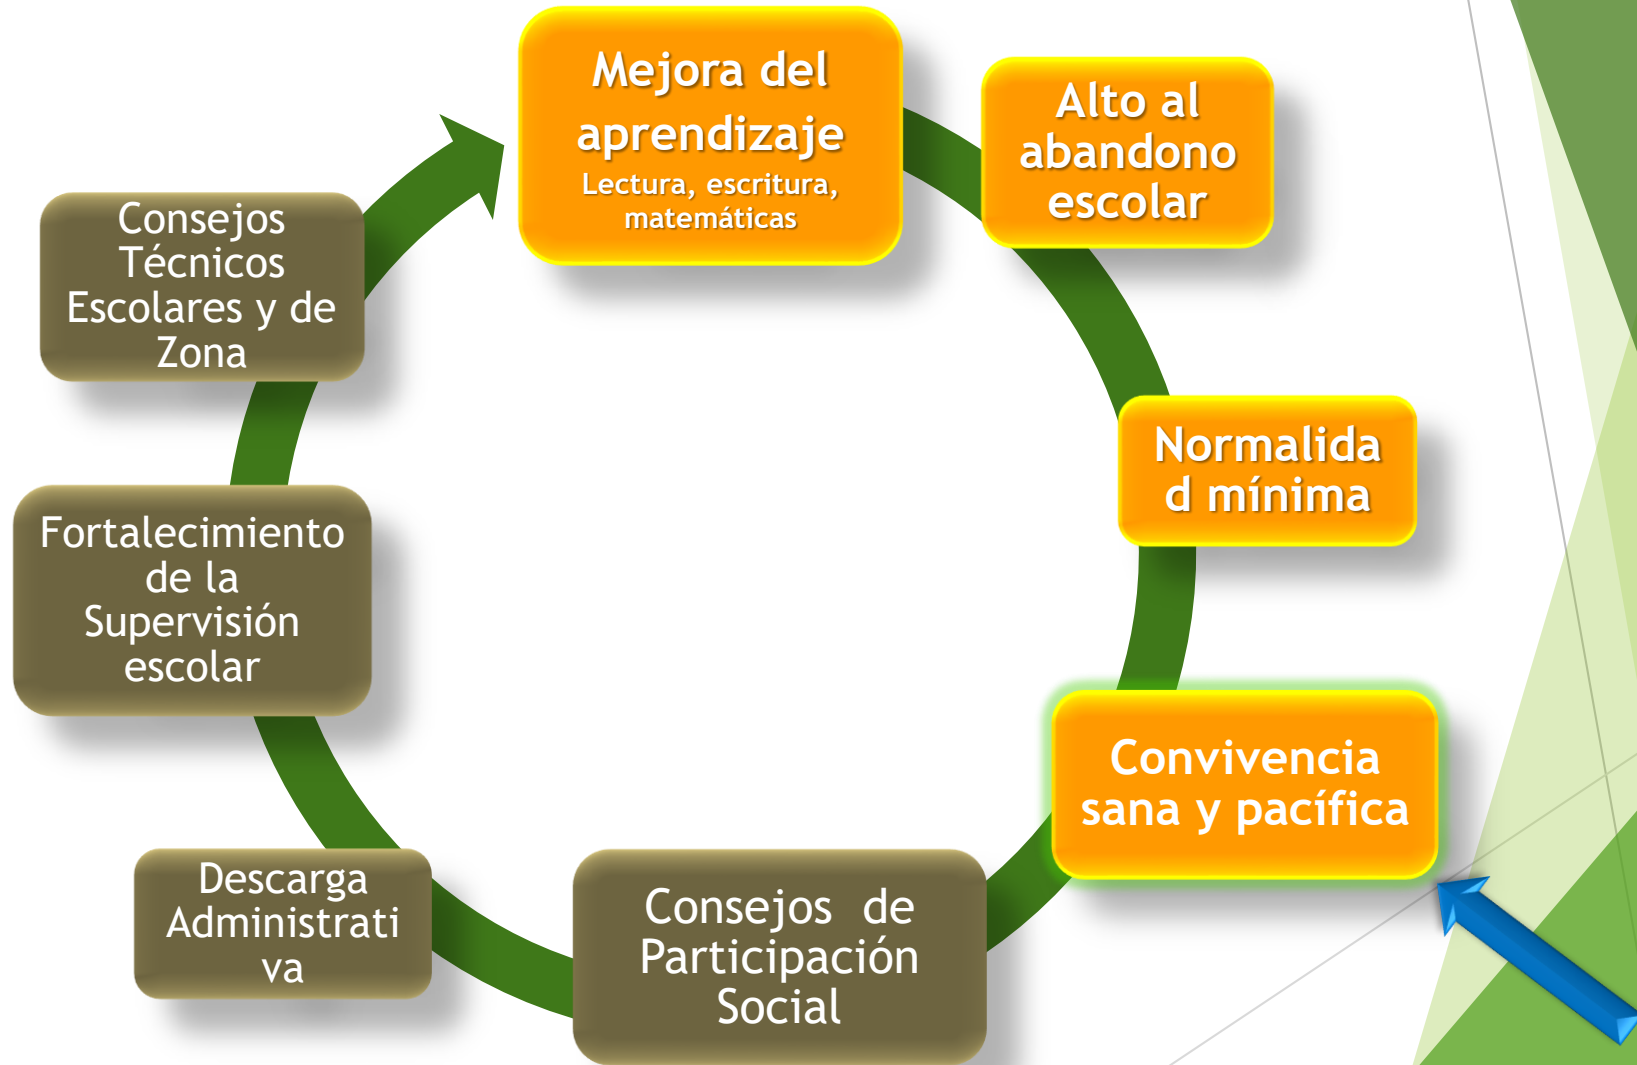 Mejora del
aprendizaje
Lectura, escritura,
matemáticas
Alto al
abandono
escolar
Normalida
d mínima
Convivencia
sana y pacífica
Consejos de
Participación
Social
Descarga
Administrati
va
Fortalecimiento
de la
Supervisión
escolar
Consejos
Técnicos
Escolares y de
Zona